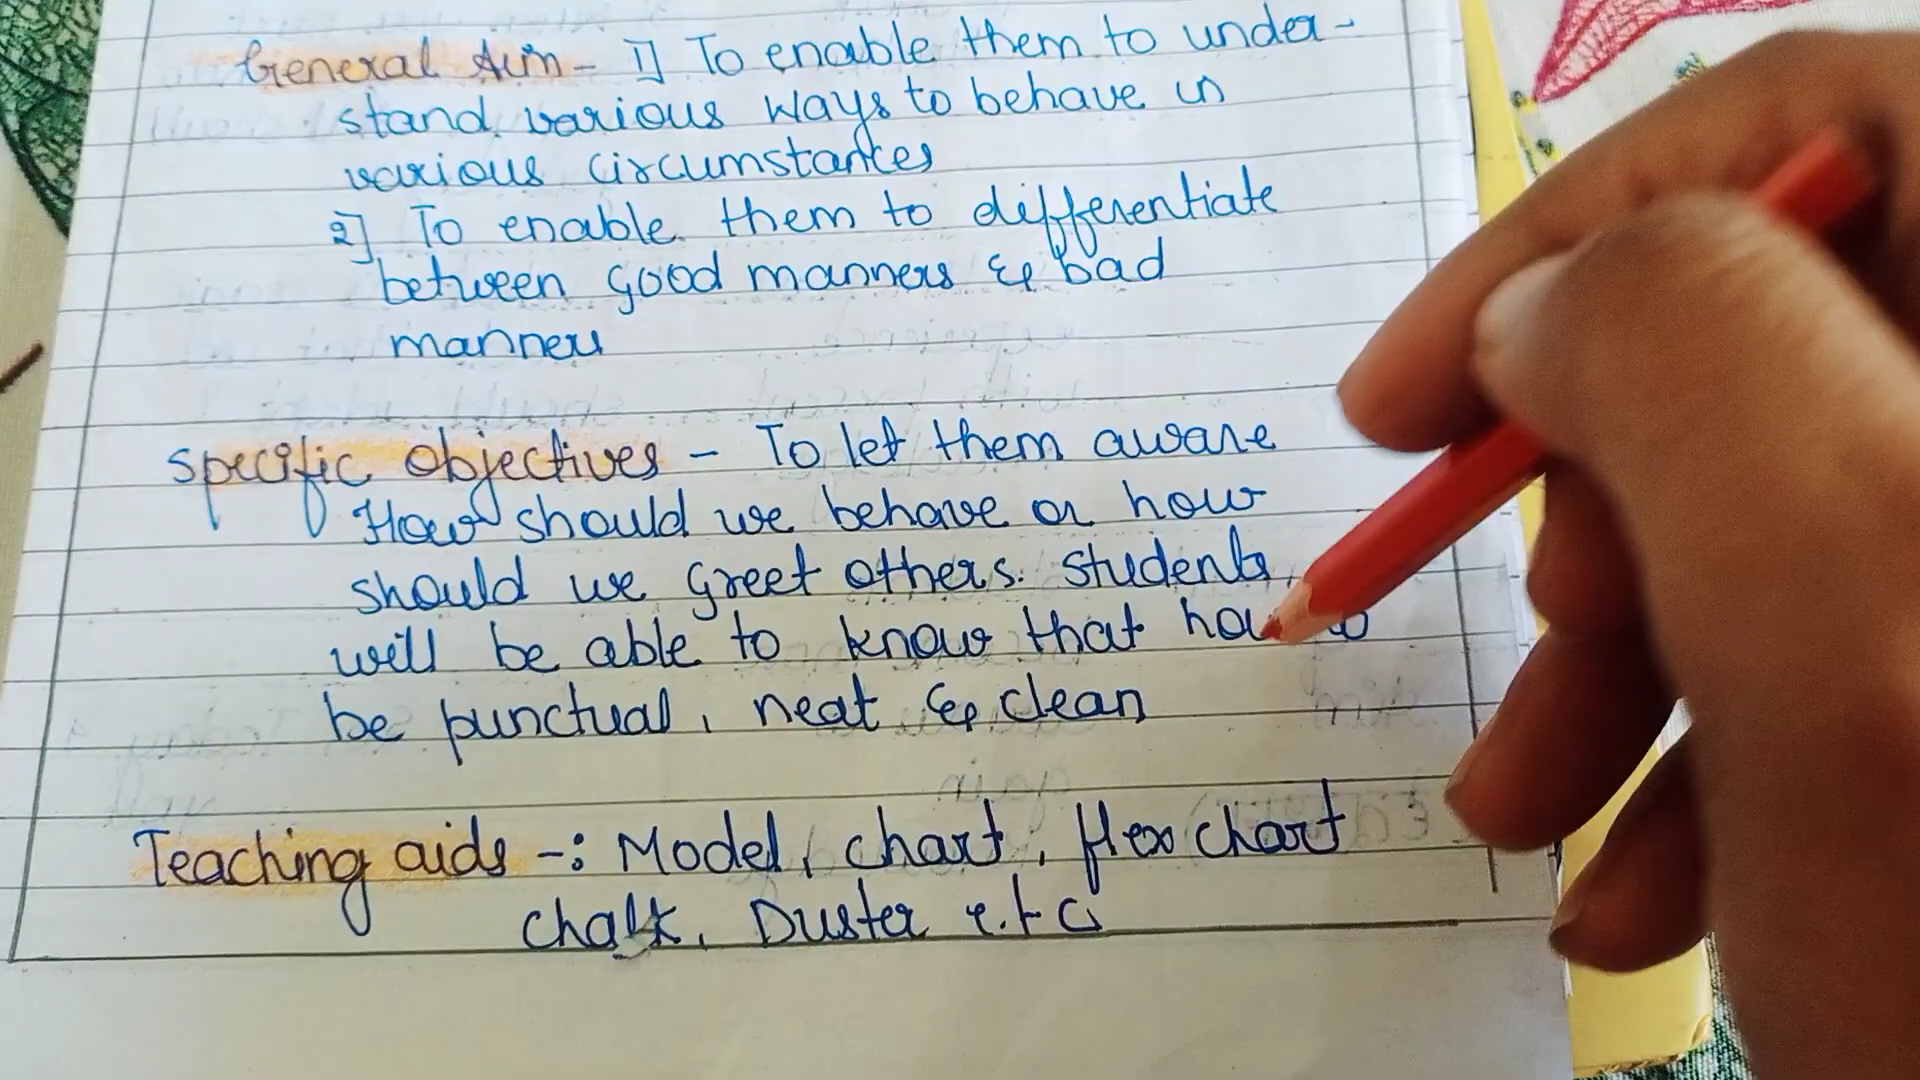 General Aim - 1] To enable them to under-
stand various ways to behave in
various circumstances
2] To enable them to differentiate
between good manners & bad
manners
Specific objectives - To let them aware
How should we behave or how
should we greet others. Students
will be able to know that
be punctual, neat & clean
Teaching aids -: Model, chart, flex chart
chalk, Duster e.t.c